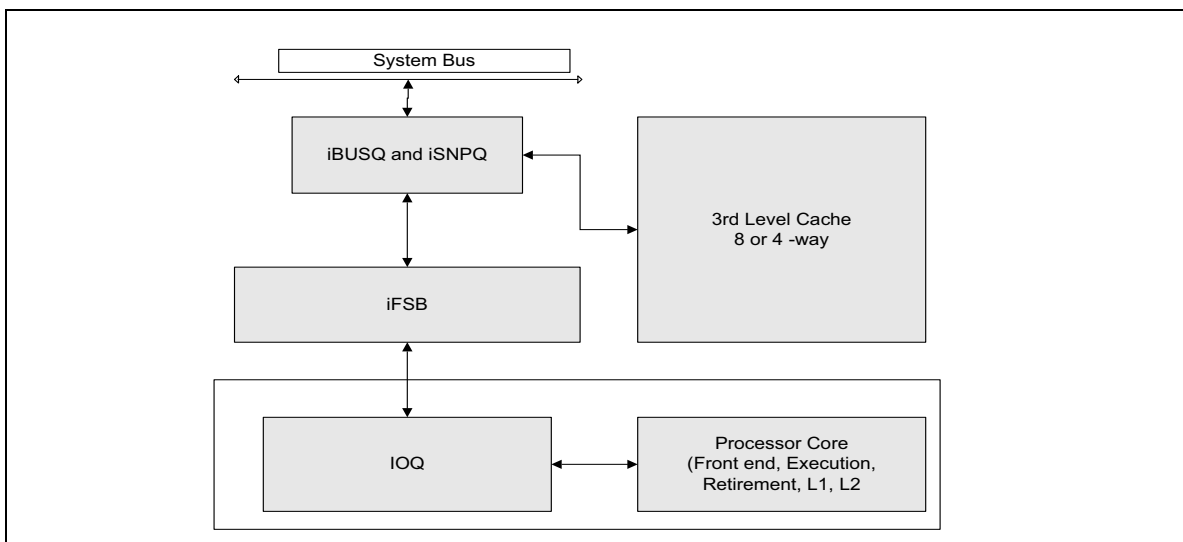 System Bus
iBUSQ and iSNPQ
3rd Level Cache
8 or 4 -way
iFSB
IOQ
Processor Core
(Front end, Execution,
Retirement, L1, L2